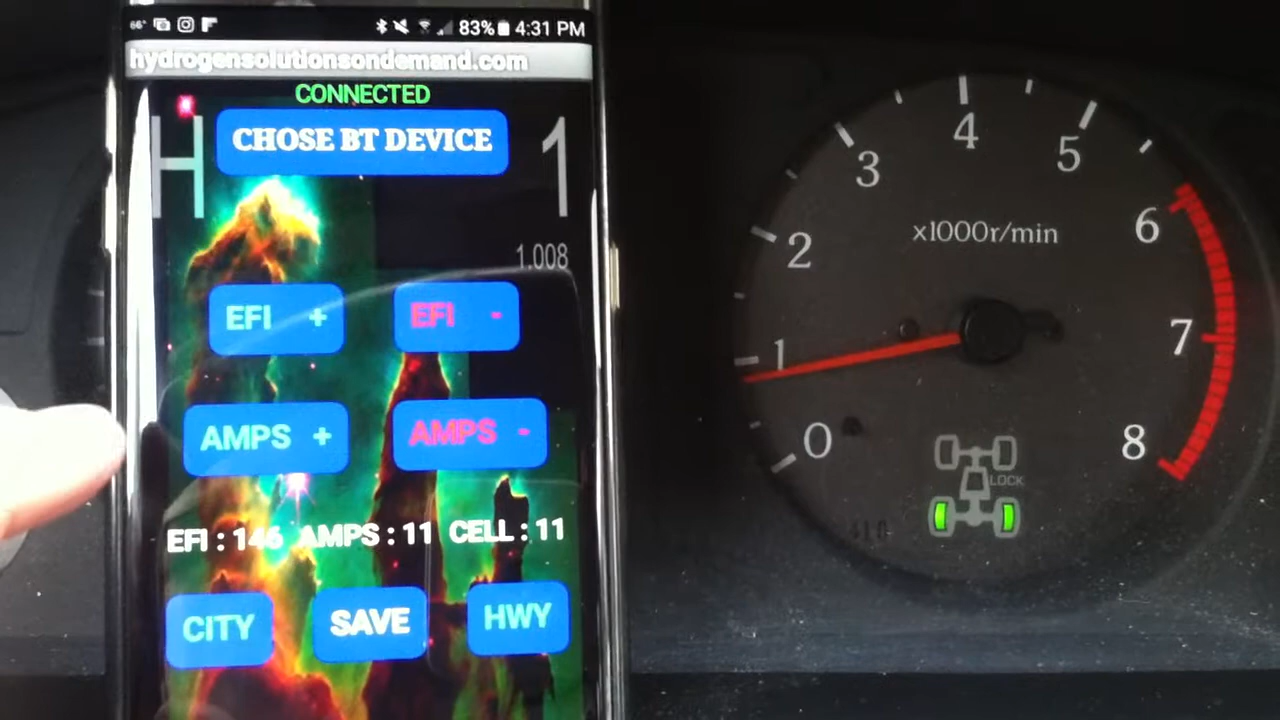 66°
83% 4:31 PM
hydrogensolutionsondemand.com
CONNECTED
CHOSE BT DEVICE
H 1
1.008
EFI +
EFI -
AMPS +
AMPS -
EFI : 146 AMPS : 11 CELL : 11
CITY
SAVE
HWY
0
1
2
3
4
5
6
7
8
x1000r/min
LOCK